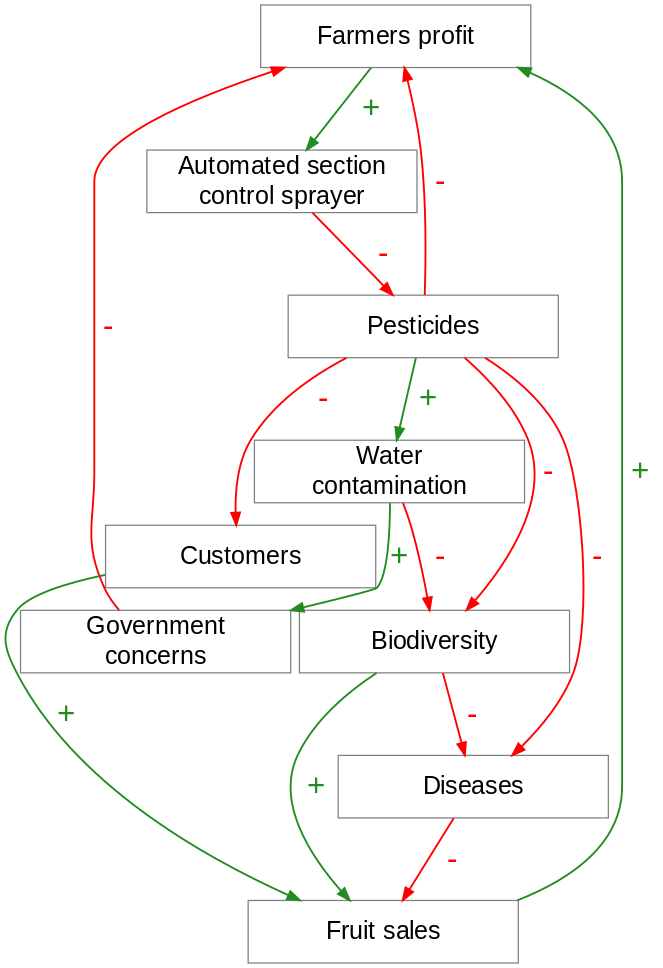 Farmers profit
+
Automated section
control sprayer
-
-
Pesticides
-
-
+
Water
contamination
-
+
Customers
+
-
-
Government
concerns
Biodiversity
+
-
+
Diseases
-
Fruit sales